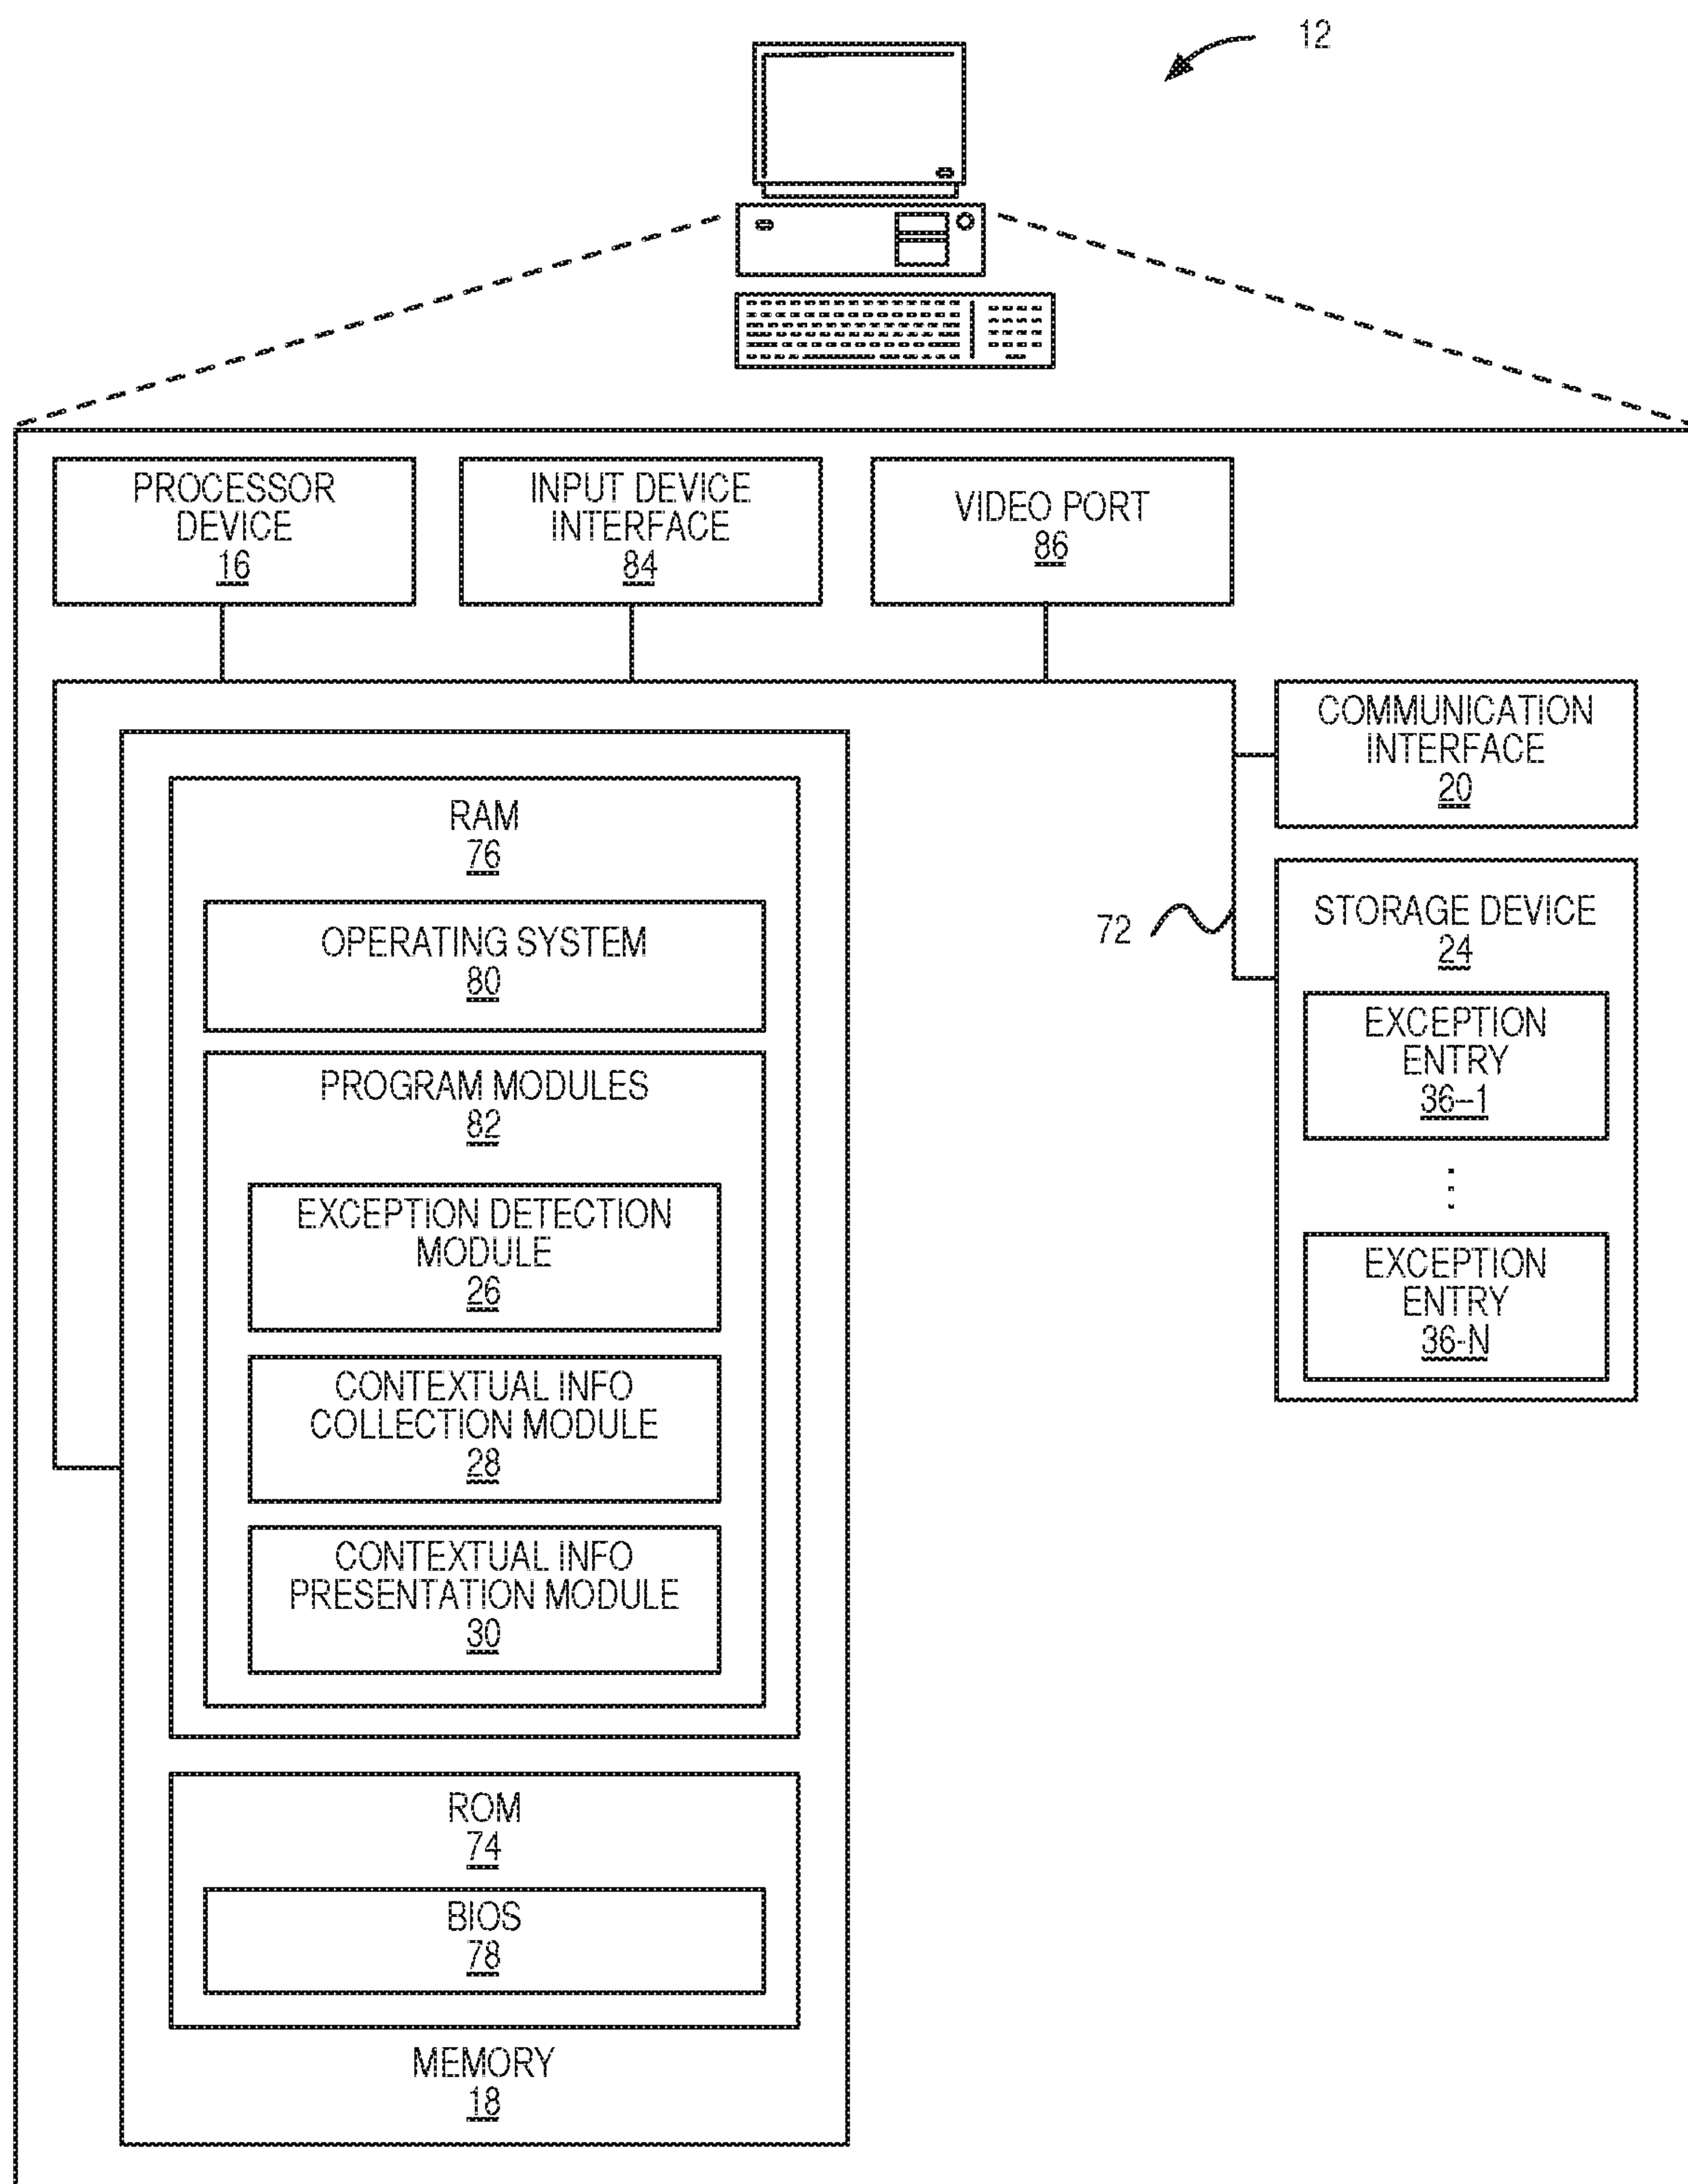 12
PROCESSOR
DEVICE
16
INPUT DEVICE
INTERFACE
84
VIDEO PORT
86
COMMUNICATION
INTERFACE
20
RAM
76
OPERATING SYSTEM
80
72
STORAGE DEVICE
24
EXCEPTION
ENTRY
36–1
EXCEPTION
ENTRY
36-N
PROGRAM MODULES
82
EXCEPTION DETECTION
MODULE
26
CONTEXTUAL INFO
COLLECTION MODULE
28
CONTEXTUAL INFO
PRESENTATION MODULE
30
ROM
74
BIOS
78
MEMORY
18